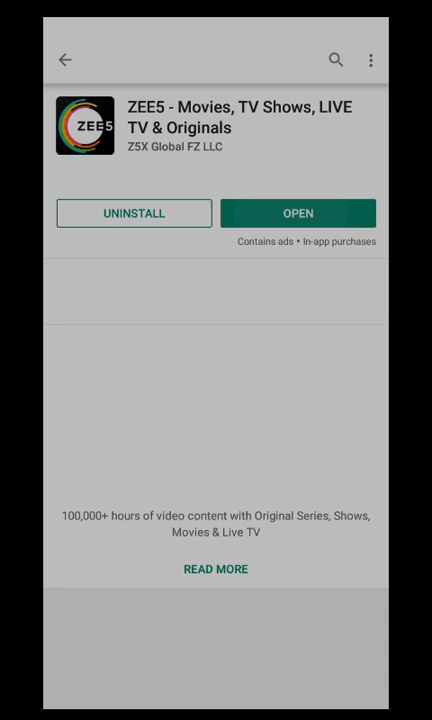 ZEE5 - Movies, TV Shows, LIVE
TV & Originals
ZEE5
Z5X Global FZ LLC
UNINSTALL
OPEN
Contains ads • In-app purchases
100,000+ hours of video content with Original Series, Shows,
Movies & Live TV
READ MORE